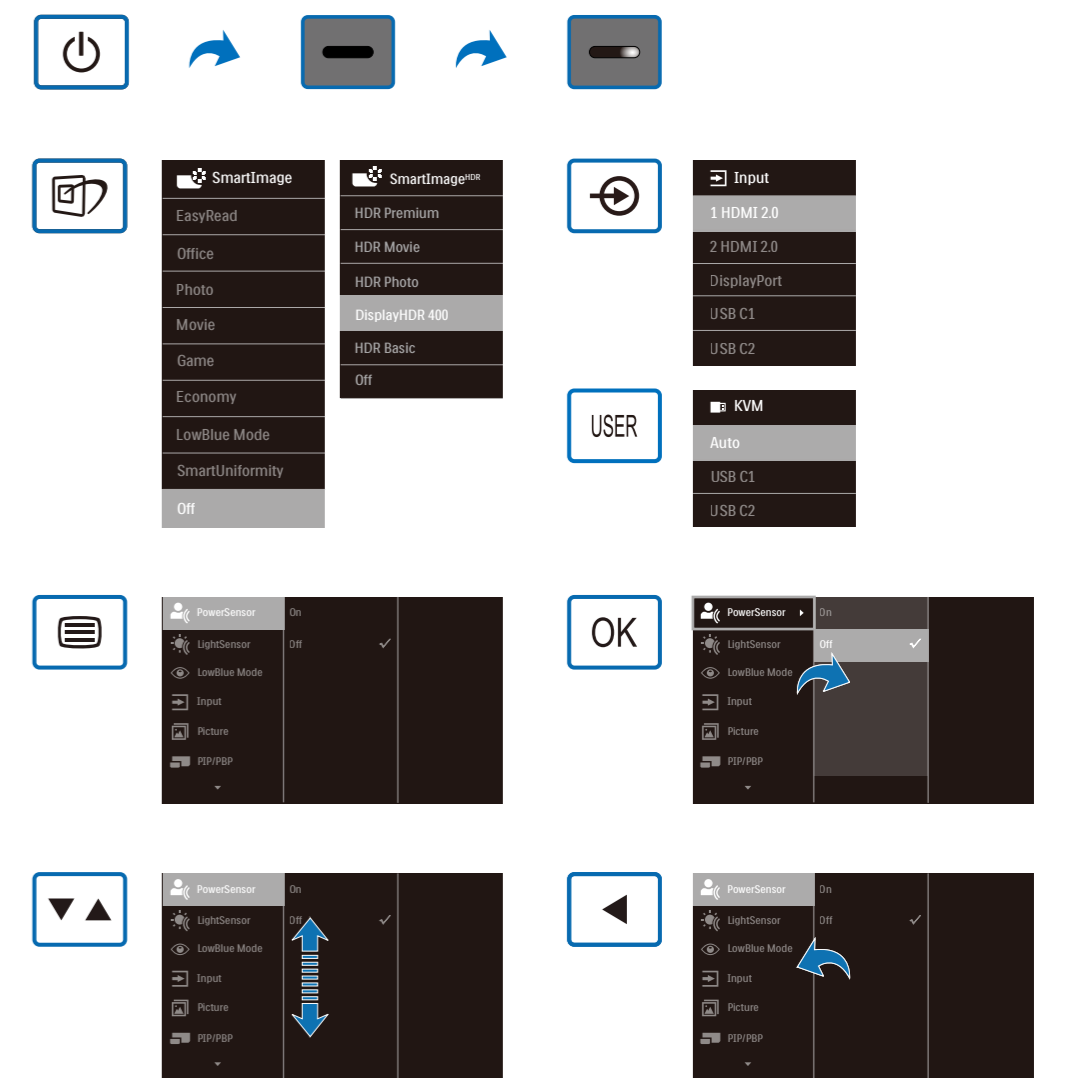 SmartImage
EasyRead
Office
Photo
Movie
Game
Economy
LowBlue Mode
SmartUniformity
Off
SmartImageHDR
HDR Premium
HDR Movie
HDR Photo
DisplayHDR 400
HDR Basic
Off
Input
1 HDMI 2.0
2 HDMI 2.0
DisplayPort
USB C1
USB C2
USER
KVM
Auto
USB C1
USB C2
PowerSensor On
LightSensor Off
LowBlue Mode
Input
Picture
PIP/PBP
OK
PowerSensor On
LightSensor Off
LowBlue Mode
Input
Picture
PIP/PBP
PowerSensor On
LightSensor Off
LowBlue Mode
Input
Picture
PIP/PBP
PowerSensor On
LightSensor Off
LowBlue Mode
Input
Picture
PIP/PBP